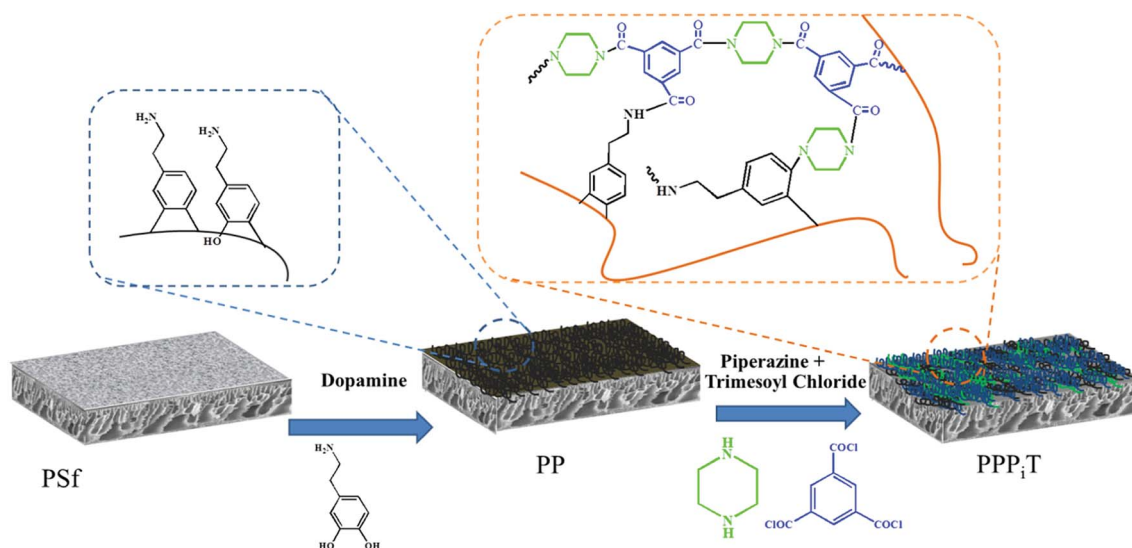 O
C
N
N
C
O
C
O
N
N
C
O
O
C
N
C=O
NH
C=O
N
N
HN
H₂N
H₂N
HO
Dopamine
Piperazine +
Trimesoyl Chloride
H₂N
HO
OH
H
N
N
H
COCl
ClOC
COCl
PSf
PP
PPPᵢT